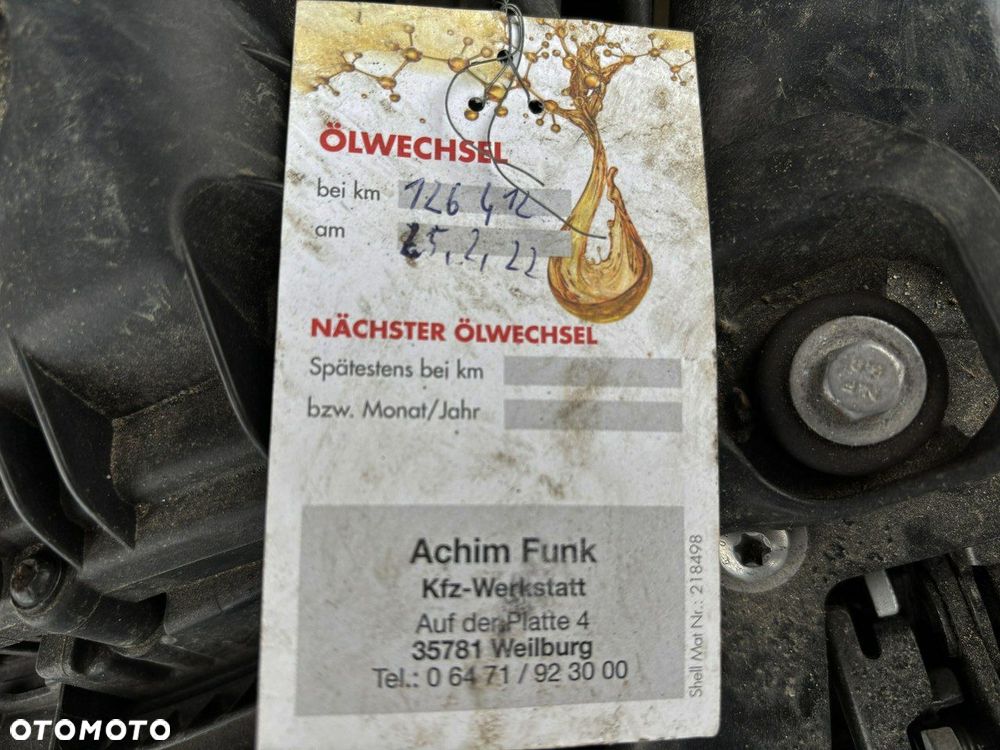 ÖLWECHSEL
bei km 126 412
am 25.2.22
NÄCHSTER ÖLWECHSEL
Spätestens bei km
bzw. Monat/Jahr
Achim Funk
Kfz-Werkstatt
Auf der Platte 4
35781 Weilburg
Tel.: 0 64 71 / 92 30 00
Shell Mat Nr.: 218498
OTOMOTO